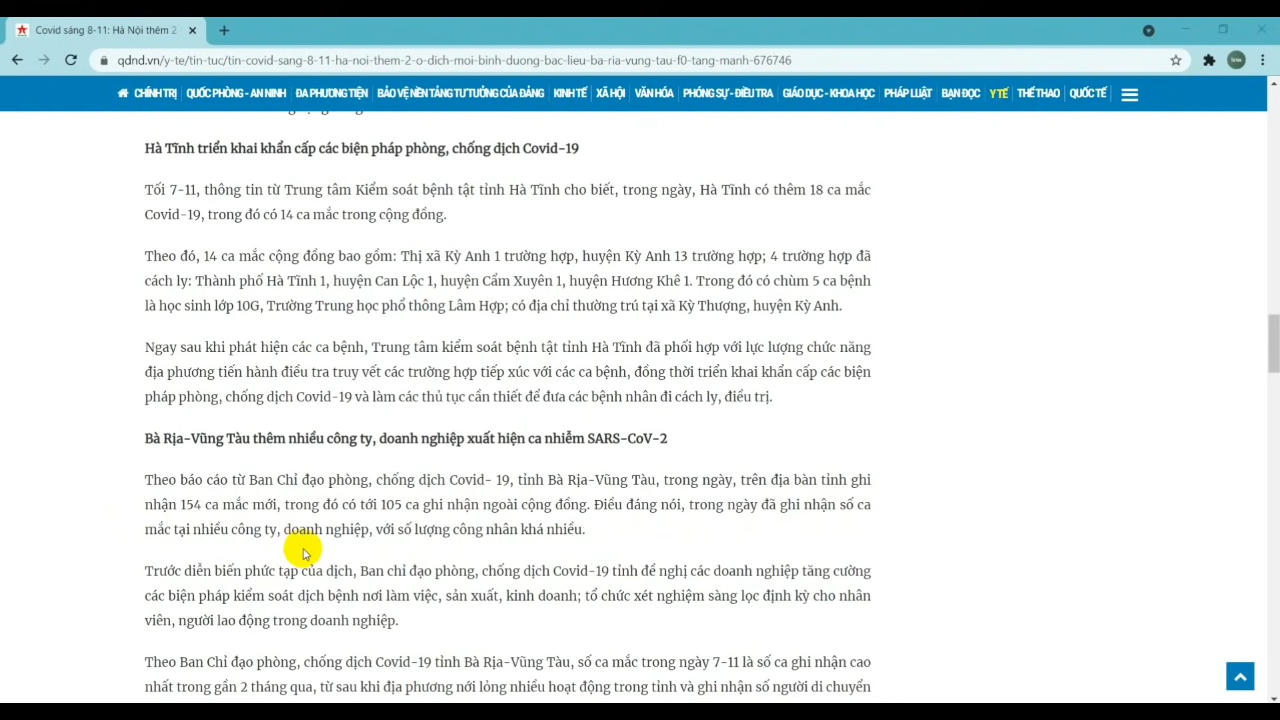 Covid sáng 8-11: Hà Nội thêm 2
qdnd.vn/y-te/tin-tuc/tin-covid-sang-8-11-ha-noi-them-2-o-dich-moi-binh-duong-bac-lieu-ba-ria-vung-tau-f0-tang-manh-676746
CHÍNH TRỊ QUỐC PHÒNG - AN NINH ĐA PHƯƠNG TIỆN BẢO VỆ NỀN TẢNG TƯ TƯỞNG CỦA ĐẢNG KINH TẾ XÃ HỘI VĂN HÓA PHÓNG SỰ - ĐIỀU TRA GIÁO DỤC - KHOA HỌC PHÁP LUẬT BẠN ĐỌC Y TẾ THỂ THAO QUỐC TẾ
Hà Tĩnh triển khai khẩn cấp các biện pháp phòng, chống dịch Covid-19
Tối 7-11, thông tin từ Trung tâm Kiểm soát bệnh tật tỉnh Hà Tĩnh cho biết, trong ngày, Hà Tĩnh có thêm 18 ca mắc
Covid-19, trong đó có 14 ca mắc trong cộng đồng.
Theo đó, 14 ca mắc cộng đồng bao gồm: Thị xã Kỳ Anh 1 trường hợp, huyện Kỳ Anh 13 trường hợp; 4 trường hợp đã
cách ly: Thành phố Hà Tĩnh 1, huyện Can Lộc 1, huyện Cẩm Xuyên 1, huyện Hương Khê 1. Trong đó có chùm 5 ca bệnh
là học sinh lớp 10G, Trường Trung học phổ thông Lâm Hợp; có địa chỉ thường trú tại xã Kỳ Thượng, huyện Kỳ Anh.
Ngay sau khi phát hiện các ca bệnh, Trung tâm kiểm soát bệnh tật tỉnh Hà Tĩnh đã phối hợp với lực lượng chức năng
địa phương tiến hành điều tra truy vết các trường hợp tiếp xúc với các ca bệnh, đồng thời triển khai khẩn cấp các biện
pháp phòng, chống dịch Covid-19 và làm các thủ tục cần thiết để đưa các bệnh nhân đi cách ly, điều trị.
Bà Rịa-Vũng Tàu thêm nhiều công ty, doanh nghiệp xuất hiện ca nhiễm SARS-CoV-2
Theo báo cáo từ Ban Chỉ đạo phòng, chống dịch Covid- 19, tỉnh Bà Rịa-Vũng Tàu, trong ngày, trên địa bàn tỉnh ghi
nhận 154 ca mắc mới, trong đó có tới 105 ca ghi nhận ngoài cộng đồng. Điều đáng nói, trong ngày đã ghi nhận số ca
mắc tại nhiều công ty, doanh nghiệp, với số lượng công nhân khá nhiều.
Trước diễn biến phức tạp của dịch, Ban chỉ đạo phòng, chống dịch Covid-19 tỉnh đề nghị các doanh nghiệp tăng cường
các biện pháp kiểm soát dịch bệnh nơi làm việc, sản xuất, kinh doanh; tổ chức xét nghiệm sàng lọc định kỳ cho nhân
viên, người lao động trong doanh nghiệp.
Theo Ban Chỉ đạo phòng, chống dịch Covid-19 tỉnh Bà Rịa-Vũng Tàu, số ca mắc trong ngày 7-11 là số ca ghi nhận cao
nhất trong gần 2 tháng qua, từ sau khi địa phương nới lỏng nhiều hoạt động trong tỉnh và ghi nhận số người di chuyển